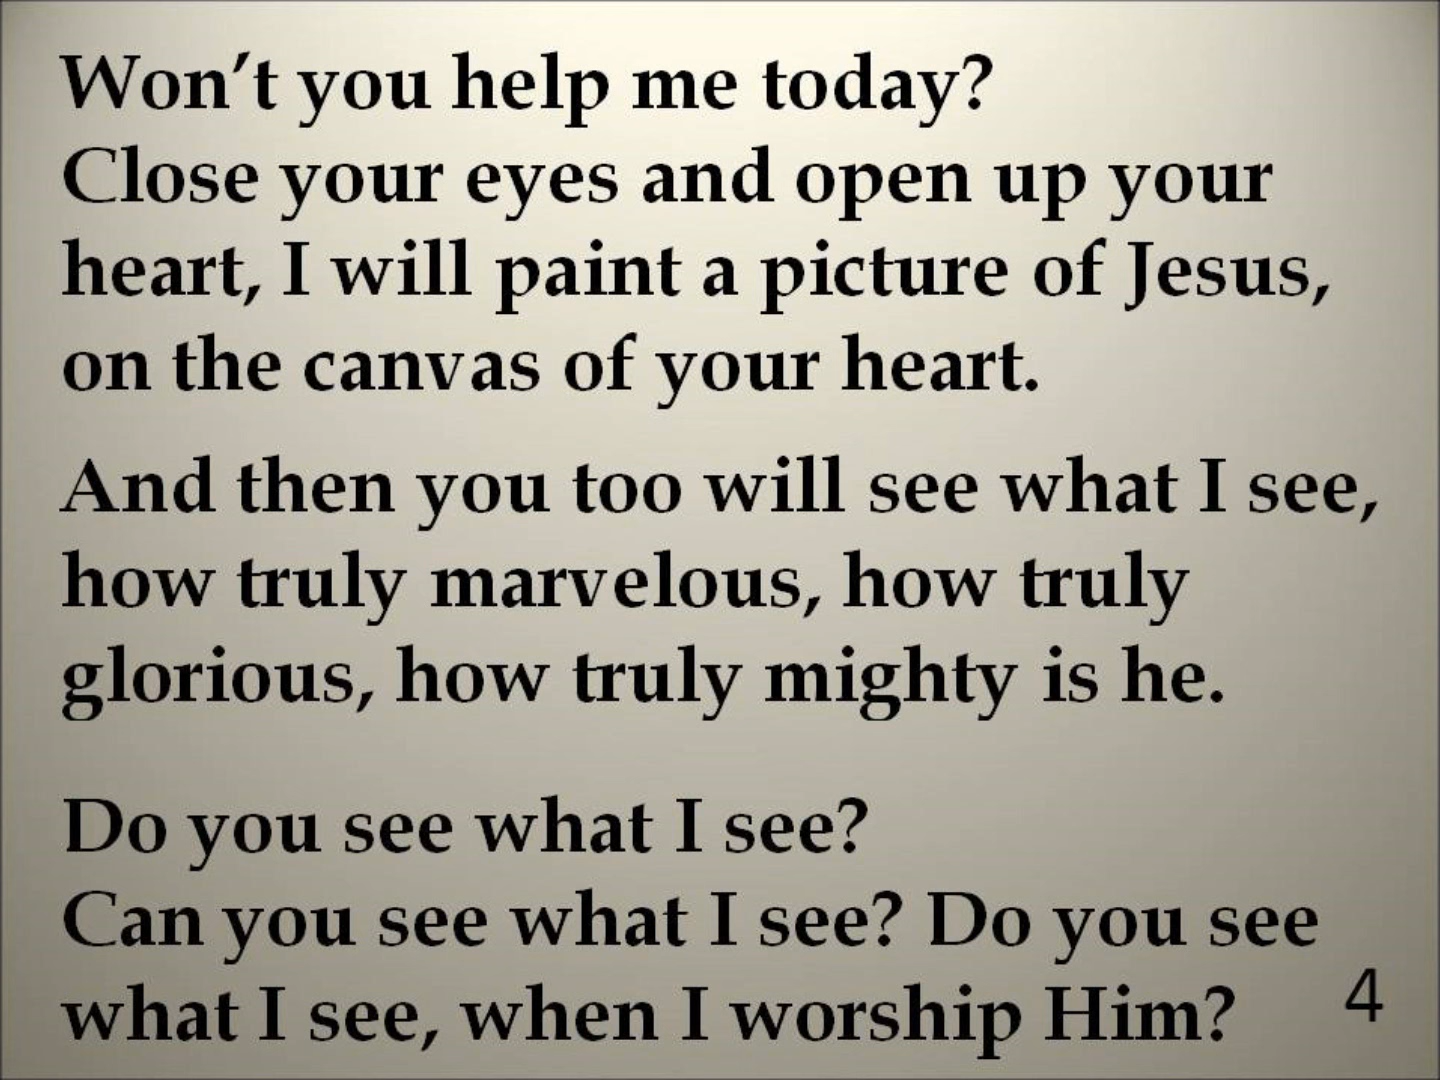 Won’t you help me today?
Close your eyes and open up your
heart, I will paint a picture of Jesus,
on the canvas of your heart.
And then you too will see what I see,
how truly marvelous, how truly
glorious, how truly mighty is he.
Do you see what I see?
Can you see what I see? Do you see
what I see, when I worship Him?
4